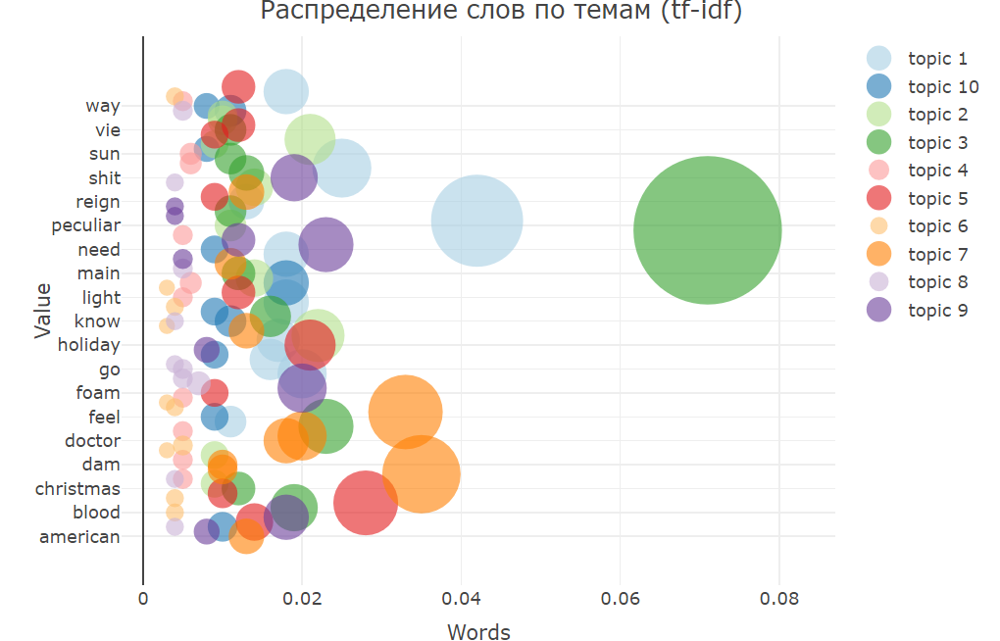 Распределение слов по темам (tf-idf)
way
vie
sun
shit
reign
peculiar
need
main
light
know
holiday
go
foam
feel
doctor
dam
christmas
blood
american
Value
0
0.02
0.04
0.06
0.08
Words
topic 1
topic 10
topic 2
topic 3
topic 4
topic 5
topic 6
topic 7
topic 8
topic 9